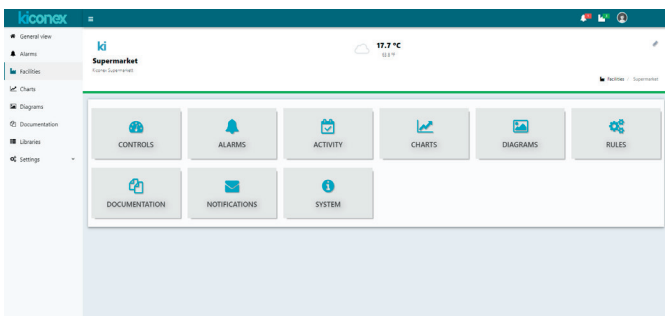 kiconex
General view
Alarms
Facilities
Charts
Diagrams
Documentation
Libraries
Settings
ki
Supermarket
Kiconex Supermarket
17.7 °C
Facilities / Supermarket
CONTROLS
ALARMS
ACTIVITY
CHARTS
DIAGRAMS
RULES
DOCUMENTATION
NOTIFICATIONS
SYSTEM